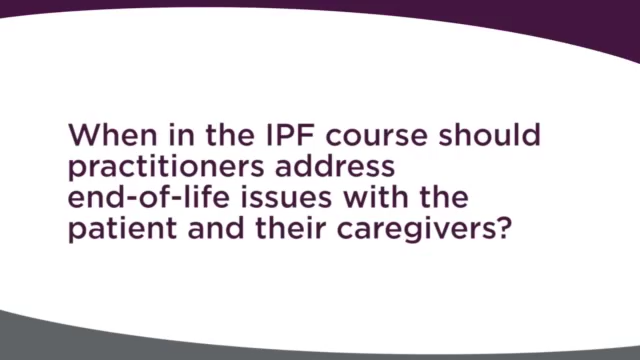 When in the IPF course should
practitioners address
end-of-life issues with the
patient and their caregivers?